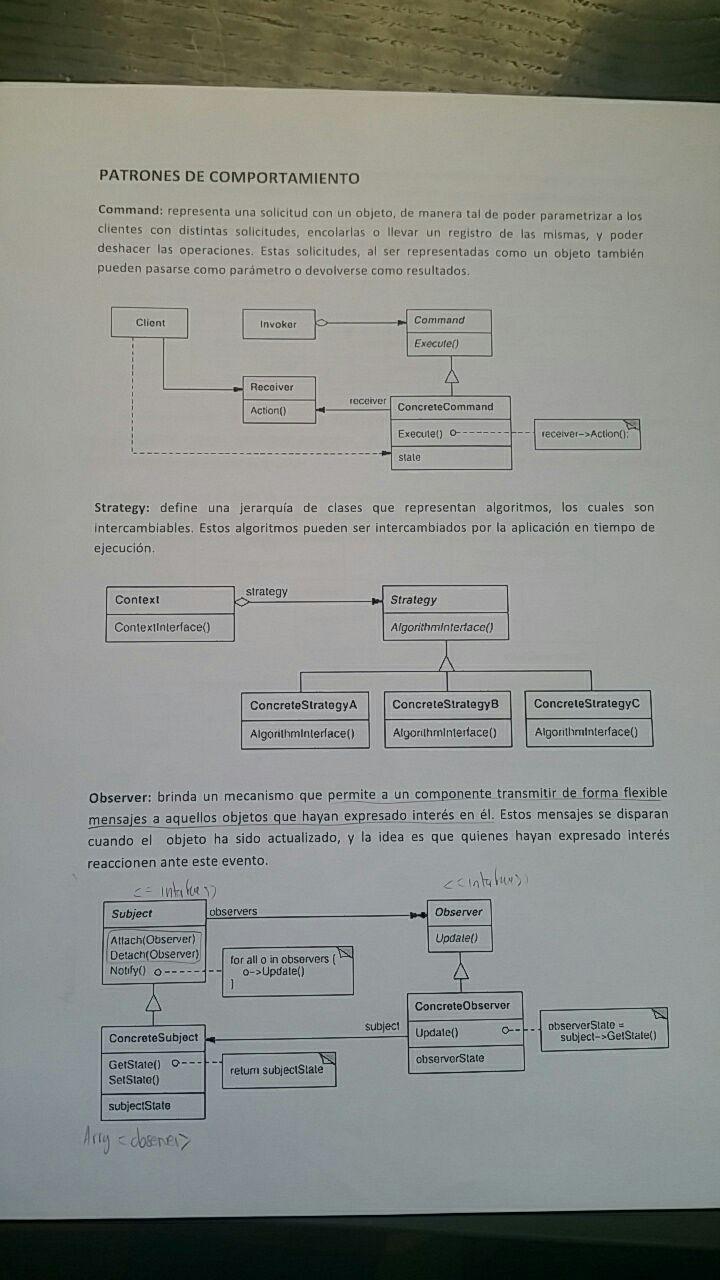 PATRONES DE COMPORTAMIENTO
Command: representa una solicitud con un objeto, de manera tal de poder parametrizar a los
clientes con distintas solicitudes, encolarlas o llevar un registro de las mismas, y poder
deshacer las operaciones. Estas solicitudes, al ser representadas como un objeto también
pueden pasarse como parámetro o devolverse como resultados.
Client
Invoker
Command
Execute()
Receiver
Action()
receiver
ConcreteCommand
Execute()
state
receiver->Action();
Strategy: define una jerarquía de clases que representan algoritmos, los cuales son
intercambiables. Estos algoritmos pueden ser intercambiados por la aplicación en tiempo de
ejecución.
Context
ContextInterface()
strategy
Strategy
AlgorithmInterface()
ConcreteStrategyA
AlgorithmInterface()
ConcreteStrategyB
AlgorithmInterface()
ConcreteStrategyC
AlgorithmInterface()
Observer: brinda un mecanismo que permite a un componente transmitir de forma flexible
mensajes a aquellos objetos que hayan expresado interés en él. Estos mensajes se disparan
cuando el objeto ha sido actualizado, y la idea es que quienes hayan expresado interés
reaccionen ante este evento.
Subject
Attach(Observer)
Detach(Observer)
Notify()
observers
for all o in observers {
o->Update()
}
Observer
Update()
ConcreteSubject
GetState()
SetState()
subjectState
return subjectState
subject
ConcreteObserver
Update()
observerState
observerState =
subject->GetState()